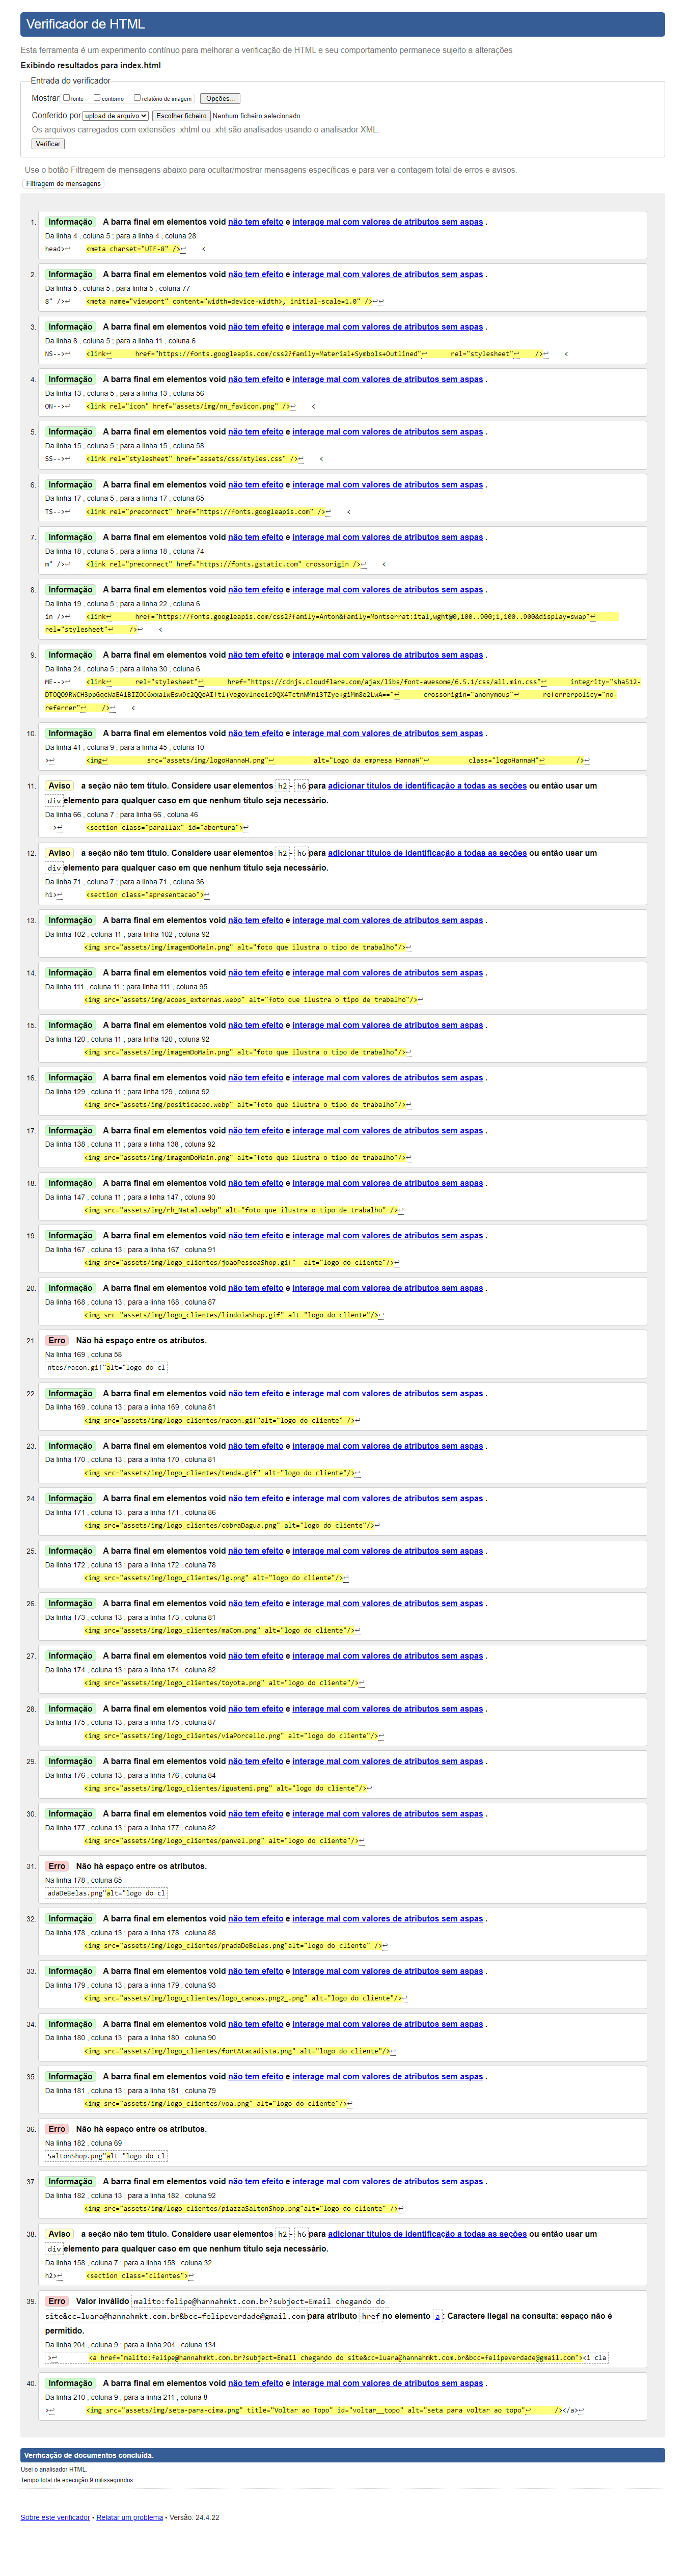 Verificador de HTML
Esta ferramenta é um experimento contínuo para melhorar a verificação de HTML e seu comportamento permanece sujeito a alterações
Exibindo resultados para index.html
Entrada do verificador
Mostrar fonte contorno relatório de imagem Opções...
Conferido por upload de arquivo Escolher ficheiro Nenhum ficheiro selecionado
Os arquivos carregados com extensões .xhtml ou .xht são analisados usando o analisador XML.
Verificar
Use o botão Filtragem de mensagens abaixo para ocultar/mostrar mensagens específicas e para ver a contagem total de erros e avisos.
Filtragem de mensagens
1. Informação A barra final em elementos void não tem efeito e interage mal com valores de atributos sem aspas .
Da linha 4 , coluna 5 ; para a linha 4 , coluna 28
head>↩ <meta charset="UTF-8" />↩ <
2. Informação A barra final em elementos void não tem efeito e interage mal com valores de atributos sem aspas .
Da linha 5 , coluna 5 ; para linha 5 , coluna 77
8" />↩ <meta name="viewport" content="width=device-width>, initial-scale=1.0" />↩↩
3. Informação A barra final em elementos void não tem efeito e interage mal com valores de atributos sem aspas .
Da linha 8 , coluna 5 ; para a linha 11 , coluna 6
NS-->↩ <link↩ href="https://fonts.googleapis.com/css2?family=Material+Symbols+Outlined"↩ rel="stylesheet"↩ />↩ <
4. Informação A barra final em elementos void não tem efeito e interage mal com valores de atributos sem aspas .
Da linha 13 , coluna 5 ; para a linha 13 , coluna 56
ON-->↩ <link rel="icon" href="assets/img/nn_favicon.png" />↩ <
5. Informação A barra final em elementos void não tem efeito e interage mal com valores de atributos sem aspas .
Da linha 15 , coluna 5 ; para a linha 15 , coluna 58
SS-->↩ <link rel="stylesheet" href="assets/css/styles.css" />↩ <
6. Informação A barra final em elementos void não tem efeito e interage mal com valores de atributos sem aspas .
Da linha 17 , coluna 5 ; para a linha 17 , coluna 65
TS-->↩ <link rel="preconnect" href="https://fonts.googleapis.com" />↩ <
7. Informação A barra final em elementos void não tem efeito e interage mal com valores de atributos sem aspas .
Da linha 18 , coluna 5 ; para a linha 18 , coluna 74
m" />↩ <link rel="preconnect" href="https://fonts.gstatic.com" crossorigin />↩ <
8. Informação A barra final em elementos void não tem efeito e interage mal com valores de atributos sem aspas .
Da linha 19 , coluna 5 ; para a linha 22 , coluna 6
in />↩ <link↩ href="https://fonts.googleapis.com/css2?family=Anton&family=Montserrat:ital,wght@0,100..900;1,100..900&display=swap"↩
rel="stylesheet"↩ />↩ <
9. Informação A barra final em elementos void não tem efeito e interage mal com valores de atributos sem aspas .
Da linha 24 , coluna 5 ; para a linha 30 , coluna 6
ME-->↩ <link↩ rel="stylesheet"↩ href="https://cdnjs.cloudflare.com/ajax/libs/font-awesome/6.5.1/css/all.min.css"↩ integrity="sha512-
crossorigin="anonymous"↩ referrerpolicy="no-
referrer"↩ />↩ <
10. Informação A barra final em elementos void não tem efeito e interage mal com valores de atributos sem aspas .
Da linha 41 , coluna 9 ; para a linha 45 , coluna 10
>↩ <img↩ src="assets/img/logoHannaH.png"↩ alt="Logo da empresa HannaH"↩ class="logoHannaH"↩ />↩
11. Aviso a seção não tem título. Considere usar elementos h2 - h6 para adicionar títulos de identificação a todas as seções ou então usar um
div elemento para qualquer caso em que nenhum título seja necessário.
Da linha 66 , coluna 7 ; para linha 66 , coluna 46
-->↩ <section class="parallax" id="abertura">↩
12. Aviso a seção não tem título. Considere usar elementos h2 - h6 para adicionar títulos de identificação a todas as seções ou então usar um
div elemento para qualquer caso em que nenhum título seja necessário.
Da linha 71 , coluna 7 ; para a linha 71 , coluna 36
h1>↩ <section class="apresentacao">↩
13. Informação A barra final em elementos void não tem efeito e interage mal com valores de atributos sem aspas .
Da linha 102 , coluna 11 ; para linha 102 , coluna 92
<img src="assets/img/imagemDoMain.png" alt="foto que ilustra o tipo de trabalho"/>↩
14. Informação A barra final em elementos void não tem efeito e interage mal com valores de atributos sem aspas .
Da linha 111 , coluna 11 ; para linha 111 , coluna 95
<img src="assets/img/acoes_externas.webp" alt="foto que ilustra o tipo de trabalho"/>↩
15. Informação A barra final em elementos void não tem efeito e interage mal com valores de atributos sem aspas .
Da linha 120 , coluna 11 ; para linha 120 , coluna 92
<img src="assets/img/imagemDoMain.png" alt="foto que ilustra o tipo de trabalho"/>↩
16. Informação A barra final em elementos void não tem efeito e interage mal com valores de atributos sem aspas .
Da linha 129 , coluna 11 ; para linha 129 , coluna 92
<img src="assets/img/positicacao.webp" alt="foto que ilustra o tipo de trabalho"/>↩
17. Informação A barra final em elementos void não tem efeito e interage mal com valores de atributos sem aspas .
Da linha 138 , coluna 11 ; para a linha 138 , coluna 92
<img src="assets/img/imagemDoMain.png" alt="foto que ilustra o tipo de trabalho"/>↩
18. Informação A barra final em elementos void não tem efeito e interage mal com valores de atributos sem aspas .
Da linha 147 , coluna 11 ; para a linha 147 , coluna 90
<img src="assets/img/rh_Natal.webp" alt="foto que ilustra o tipo de trabalho" />↩
19. Informação A barra final em elementos void não tem efeito e interage mal com valores de atributos sem aspas .
Da linha 167 , coluna 13 ; para a linha 167 , coluna 91
<img src="assets/img/logo_clientes/joaoPessoaShop.gif" alt="logo do cliente"/>↩
20. Informação A barra final em elementos void não tem efeito e interage mal com valores de atributos sem aspas .
Da linha 168 , coluna 13 ; para a linha 168 , coluna 87
<img src="assets/img/logo_clientes/lindoiaShop.gif" alt="logo do cliente"/>↩
21. Erro Não há espaço entre os atributos.
Na linha 169 , coluna 58
ntes/racon.gif"alt="logo do cl
22. Informação A barra final em elementos void não tem efeito e interage mal com valores de atributos sem aspas .
Da linha 169 , coluna 13 ; para a linha 169 , coluna 81
<img src="assets/img/logo_clientes/racon.gif"alt="logo do cliente" />↩
23. Informação A barra final em elementos void não tem efeito e interage mal com valores de atributos sem aspas .
Da linha 170 , coluna 13 ; para a linha 170 , coluna 81
<img src="assets/img/logo_clientes/tenda.gif" alt="logo do cliente"/>↩
24. Informação A barra final em elementos void não tem efeito e interage mal com valores de atributos sem aspas .
Da linha 171 , coluna 13 ; para a linha 171 , coluna 86
<img src="assets/img/logo_clientes/cobraDagua.png" alt="logo do cliente"/>↩
25. Informação A barra final em elementos void não tem efeito e interage mal com valores de atributos sem aspas .
Da linha 172 , coluna 13 ; para a linha 172 , coluna 78
<img src="assets/img/logo_clientes/lg.png" alt="logo do cliente"/>↩
26. Informação A barra final em elementos void não tem efeito e interage mal com valores de atributos sem aspas .
Da linha 173 , coluna 13 ; para a linha 173 , coluna 81
<img src="assets/img/logo_clientes/maCom.png" alt="logo do cliente"/>↩
27. Informação A barra final em elementos void não tem efeito e interage mal com valores de atributos sem aspas .
Da linha 174 , coluna 13 ; para a linha 174 , coluna 82
<img src="assets/img/logo_clientes/toyota.png" alt="logo do cliente"/>↩
28. Informação A barra final em elementos void não tem efeito e interage mal com valores de atributos sem aspas .
Da linha 175 , coluna 13 ; para a linha 175 , coluna 87
<img src="assets/img/logo_clientes/viaPorcello.png" alt="logo do cliente"/>↩
29. Informação A barra final em elementos void não tem efeito e interage mal com valores de atributos sem aspas .
Da linha 176 , coluna 13 ; para a linha 176 , coluna 84
<img src="assets/img/logo_clientes/iguatemi.png" alt="logo do cliente"/>↩
30. Informação A barra final em elementos void não tem efeito e interage mal com valores de atributos sem aspas .
Da linha 177 , coluna 13 ; para a linha 177 , coluna 82
<img src="assets/img/logo_clientes/panvel.png" alt="logo do cliente"/>↩
31. Erro Não há espaço entre os atributos.
Na linha 178 , coluna 65
adaDeBelas.png"alt="logo do cl
32. Informação A barra final em elementos void não tem efeito e interage mal com valores de atributos sem aspas .
Da linha 178 , coluna 13 ; para a linha 178 , coluna 88
<img src="assets/img/logo_clientes/pradaDeBelas.png"alt="logo do cliente" />↩
33. Informação A barra final em elementos void não tem efeito e interage mal com valores de atributos sem aspas .
Da linha 179 , coluna 13 ; para a linha 179 , coluna 93
<img src="assets/img/logo_clientes/logo_canoas.png2_.png" alt="logo do cliente"/>↩
34. Informação A barra final em elementos void não tem efeito e interage mal com valores de atributos sem aspas .
Da linha 180 , coluna 13 ; para a linha 180 , coluna 90
<img src="assets/img/logo_clientes/fortAtacadista.png" alt="logo do cliente"/>↩
35. Informação A barra final em elementos void não tem efeito e interage mal com valores de atributos sem aspas .
Da linha 181 , coluna 13 ; para a linha 181 , coluna 79
<img src="assets/img/logo_clientes/voa.png" alt="logo do cliente"/>↩
36. Erro Não há espaço entre os atributos.
Na linha 182 , coluna 69
SaltonShop.png"alt="logo do cl
37. Informação A barra final em elementos void não tem efeito e interage mal com valores de atributos sem aspas .
Da linha 182 , coluna 13 ; para a linha 182 , coluna 92
<img src="assets/img/logo_clientes/piazzaSaltonShop.png"alt="logo do cliente" />↩
38. Aviso a seção não tem título. Considere usar elementos h2 - h6 para adicionar títulos de identificação a todas as seções ou então usar um
div elemento para qualquer caso em que nenhum título seja necessário.
Da linha 158 , coluna 7 ; para a linha 158 , coluna 32
h2>↩ <section class="clientes">↩
39. Erro Valor inválido malito:felipe@hannahmkt.com.br?subject=Email chegando do
site&cc=luara@hannahmkt.com.br&bcc=felipeverdade@gmail.com para atributo href no elemento a : Caractere ilegal na consulta: espaço não é
permitido.
Da linha 204 , coluna 9 ; para a linha 204 , coluna 134
>↩ <a href="malito:felipe@hannahmkt.com.br?subject=Email chegando do site&cc=luara@hannahmkt.com.br&bcc=felipeverdade@gmail.com"><i cla
40. Informação A barra final em elementos void não tem efeito e interage mal com valores de atributos sem aspas .
Da linha 210 , coluna 9 ; para a linha 211 , coluna 8
>↩ <img src="assets/img/seta-para-cima.png" title="Voltar ao Topo" id="voltar__topo" alt="seta para voltar ao topo"↩ />↩</a>↩
Verificação de documentos concluída.
Usei o analisador HTML.
Tempo total de execução 9 milissegundos.
Sobre este verificador • Relatar um problema • Versão: 24.4.22